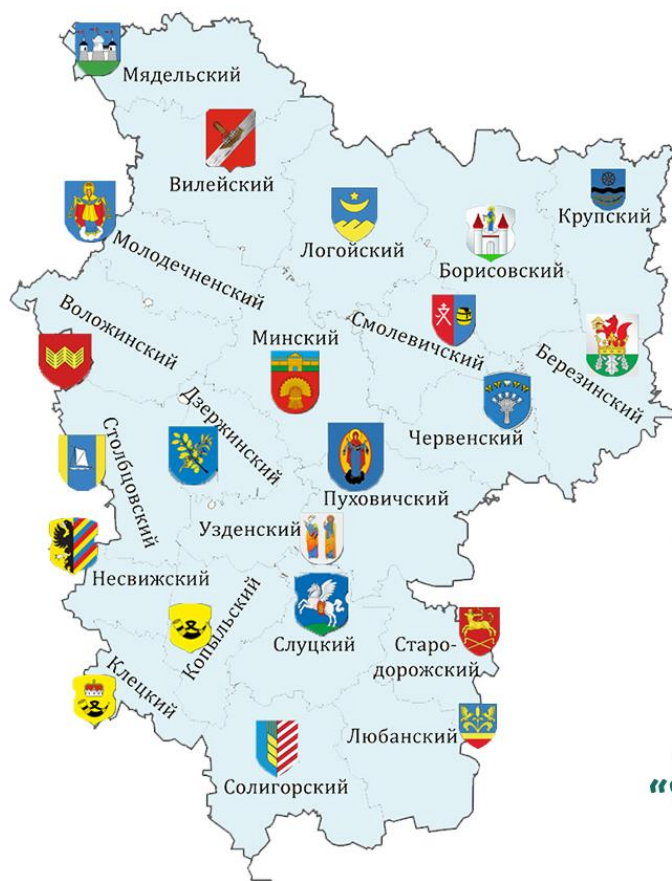 Мядельский
Вилейский
Логойский
Крупский
Борисовский
Молодечненский
Воложинский
Минский
Смолевичский
Березинский
Дзержинский
Червенский
Столбцовский
Пуховичский
Узденский
Несвижский
Копыльский
Слуцкий
Старо-
дорожский
Клецкий
Любанский
Солигорский